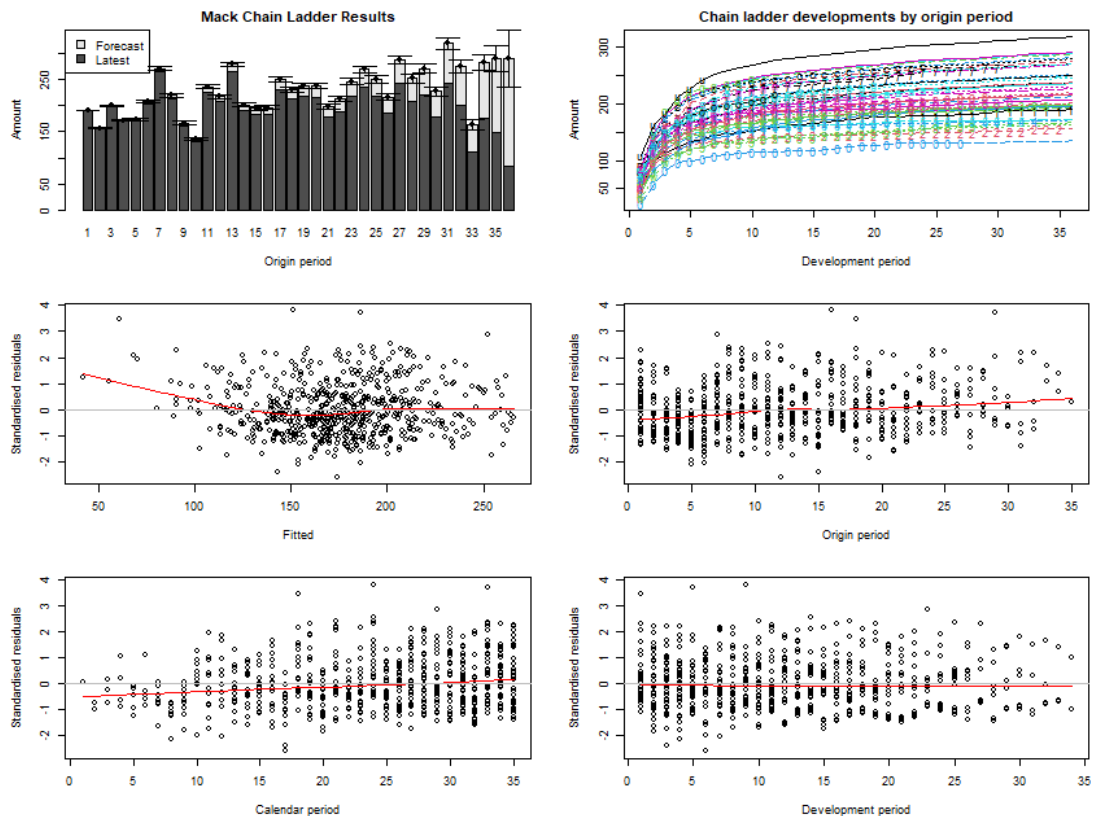 Mack Chain Ladder Results
Forecast
Latest
Amount
0 50 150 250
1 3 5 7 9 11 13 15 17 19 21 23 25 27 29 31 33 35
Origin period
Chain ladder developments by origin period
Amount
50 100 200 300
0 5 10 15 20 25 30 35
Development period
Standardised residuals
-2 -1 0 1 2 3 4
50 100 150 200 250
Fitted
Standardised residuals
-2 -1 0 1 2 3 4
0 5 10 15 20 25 30 35
Origin period
Standardised residuals
-2 -1 0 1 2 3 4
0 5 10 15 20 25 30 35
Calendar period
Standardised residuals
-2 -1 0 1 2 3 4
0 5 10 15 20 25 30 35
Development period